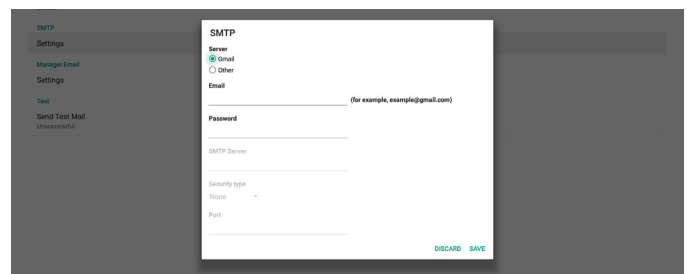 SMTP
Settings
Manager Email
Settings
Test
Send Test Mail
Unsuccessful
SMTP
Server
Gmail
Other
Email
(for example, example@gmail.com)
Password
SMTP Server
Security type
None
Port
DISCARD SAVE